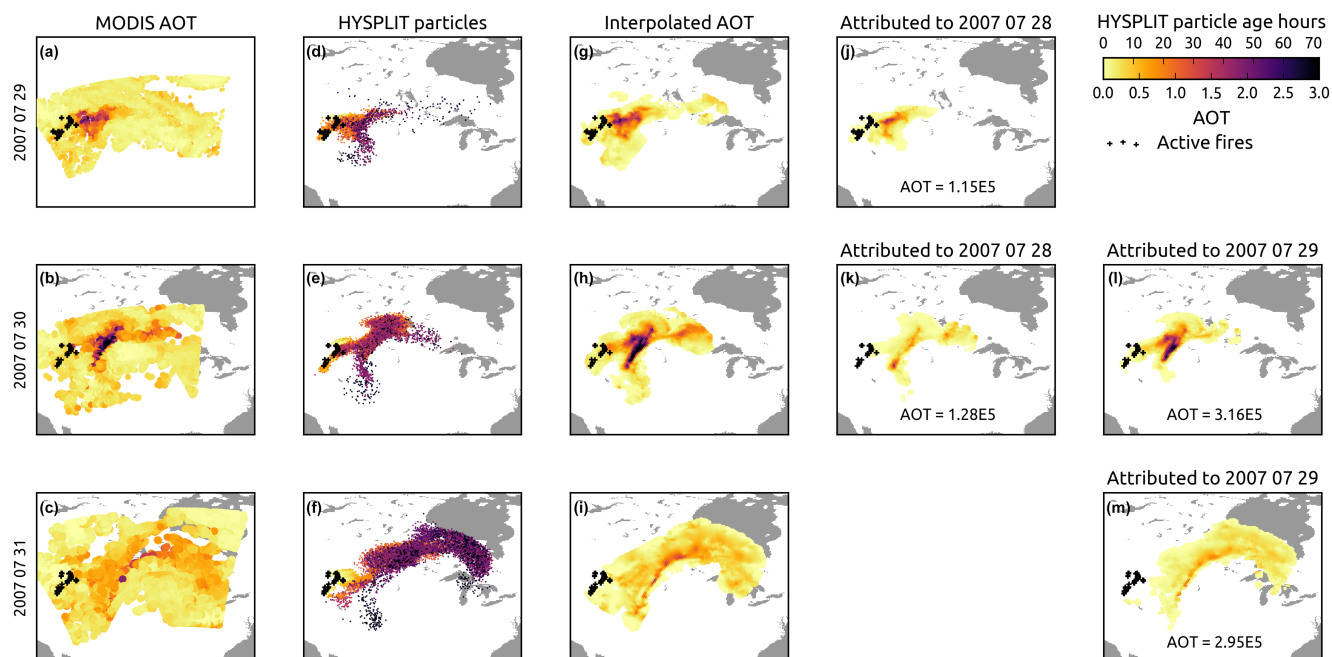 MODIS AOT
HYSPLIT particles
Interpolated AOT
Attributed to 2007 07 28
HYSPLIT particle age hours
0 10 20 30 40 50 60 70
0.0 0.5 1.0 1.5 2.0 2.5 3.0
AOT
Active fires
2007 07 29
(a)
(d)
(g)
(j)
AOT = 1.15E5
Attributed to 2007 07 28
Attributed to 2007 07 29
2007 07 30
(b)
(e)
(h)
(k)
(l)
AOT = 1.28E5
AOT = 3.16E5
Attributed to 2007 07 29
2007 07 31
(c)
(f)
(i)
(m)
AOT = 2.95E5